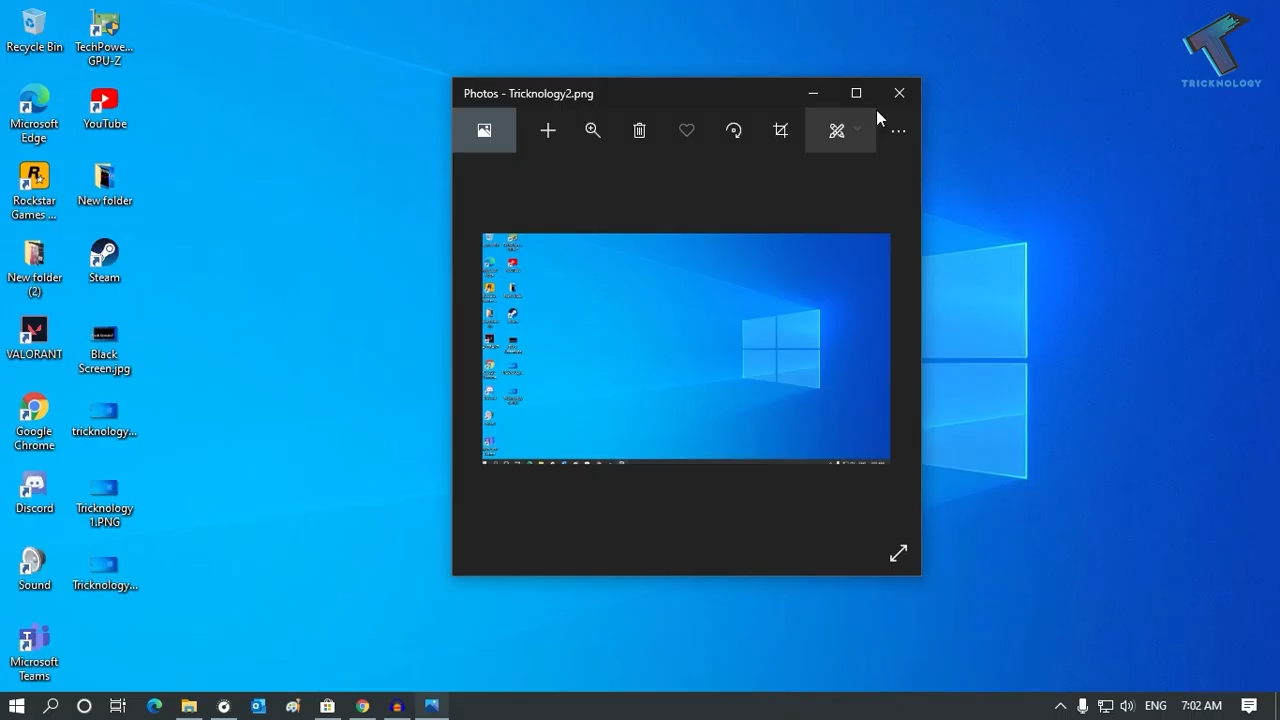 Recycle Bin
TechPowe...
GPU-Z
TRICKNOLOGY
Photos - Tricknology2.png
Microsoft
Edge
YouTube
Rockstar
Games ...
New folder
New folder
(2)
Steam
VALORANT
Black
Screen.jpg
Google
Chrome
tricknology...
Discord
Tricknology
1.PNG
Sound
Tricknology...
Microsoft
Teams
ENG
7:02 AM